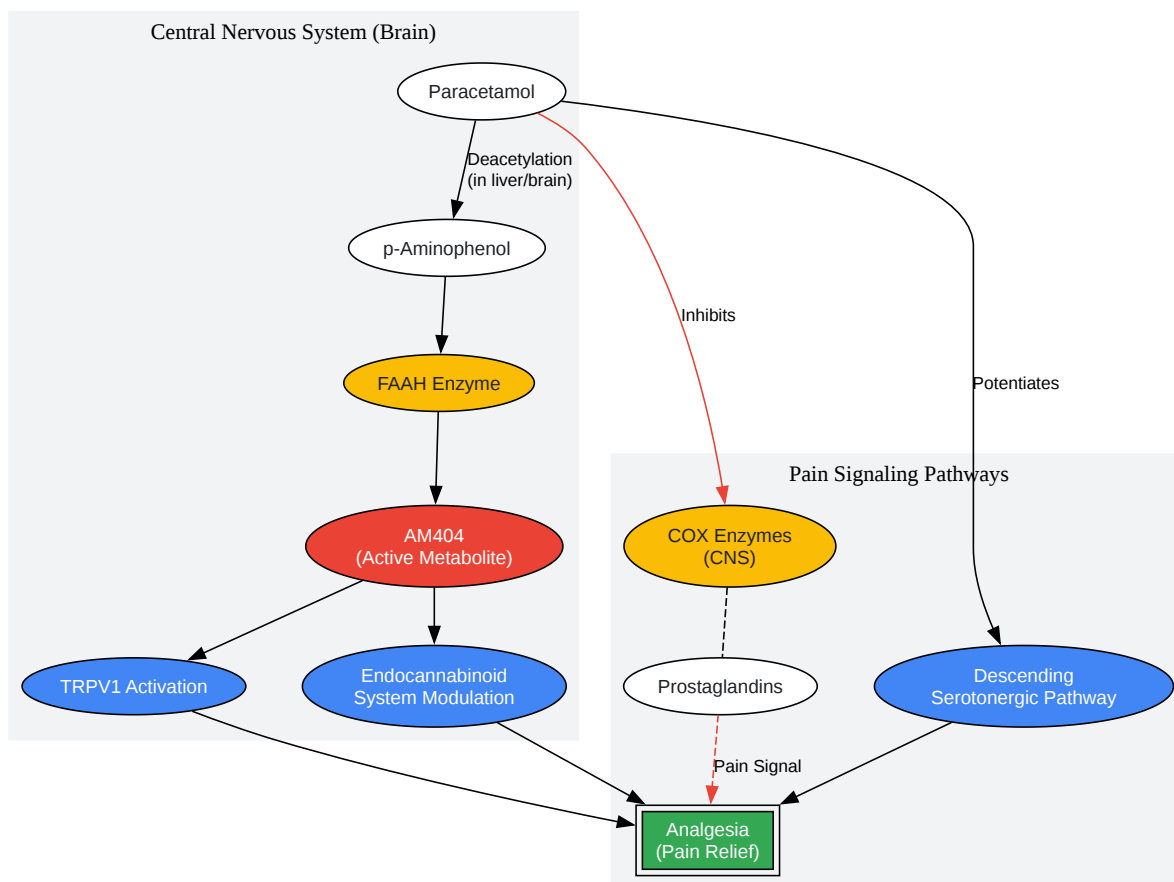 Central Nervous System (Brain)
Paracetamol
Deacetylation
(in liver/brain)
p-Aminophenol
Inhibits
FAAH Enzyme
Potentiates
Pain Signaling Pathways
AM404
(Active Metabolite)
COX Enzymes
(CNS)
TRPV1 Activation
Endocannabinoid
System Modulation
Prostaglandins
Descending
Serotonergic Pathway
Pain Signal
Analgesia
(Pain Relief)